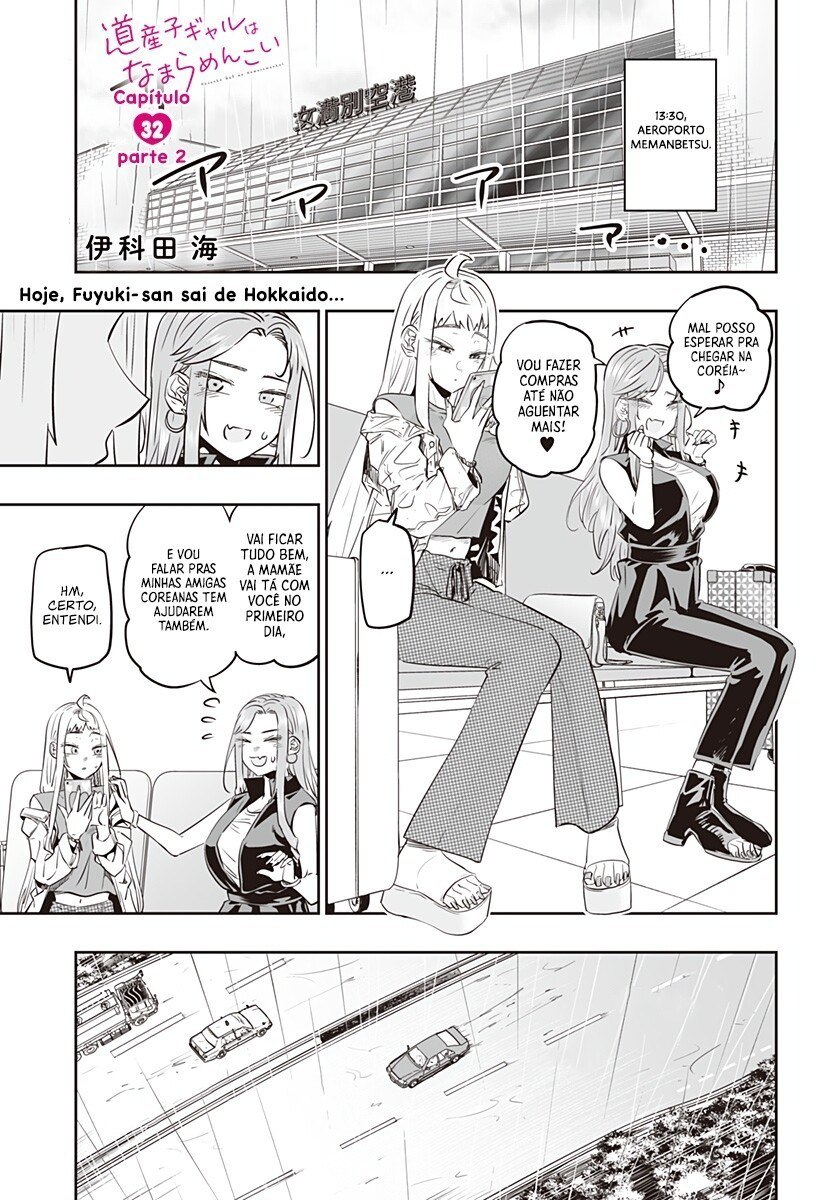 道産子ギャルは
なまらめんこい
Capítulo
32
parte 2
女満別空港
13:30,
AEROPORTO
MEMANBETSU.
ア
ア
ア
ア
伊科田 海
Hoje, Fuyuki-san sai de Hokkaido...
MAL POSSO
ESPERAR PRA
CHEGAR NA
CORÉIA~
♪
VOU FAZER
COMPRAS
ATÉ NÃO
AGUENTAR
MAIS!
♥
...
VAI FICAR
TUDO BEM,
A MAMÃE
VAI TÁ COM
VOCÊ NO
PRIMEIRO
DIA,
E VOU
FALAR PRAS
MINHAS AMIGAS
COREANAS TEM
AJUDAREM
TAMBÉM.
HM,
CERTO,
ENTENDI.